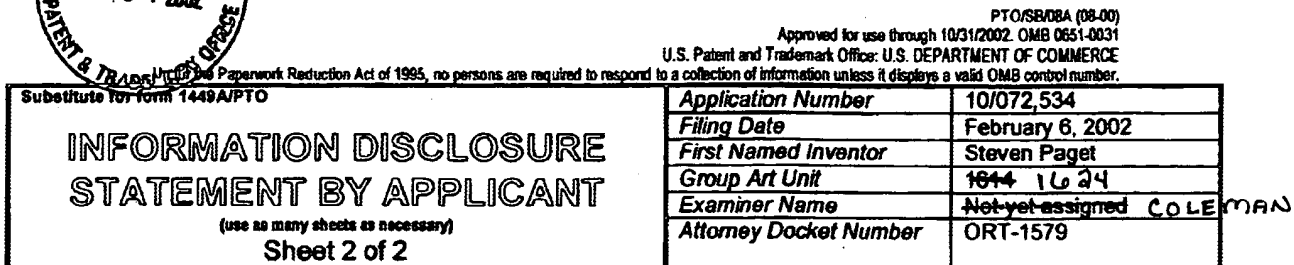 2002
PATENT & TRADEMARK OFFICE
PTO/SB/08A (08-00)
Approved for use through 10/31/2002. OMB 0651-0031
U.S. Patent and Trademark Office: U.S. DEPARTMENT OF COMMERCE
Under the Paperwork Reduction Act of 1995, no persons are required to respond to a collection of information unless it displays a valid OMB control number.
Substitute for form 1449A/PTO
INFORMATION DISCLOSURE
STATEMENT BY APPLICANT
(use as many sheets as necessary)
Sheet 2 of 2
Application Number 10/072,534
Filing Date February 6, 2002
First Named Inventor Steven Paget
Group Art Unit 1614 1624
Examiner Name Not yet assigned COLEMAN
Attorney Docket Number ORT-1579